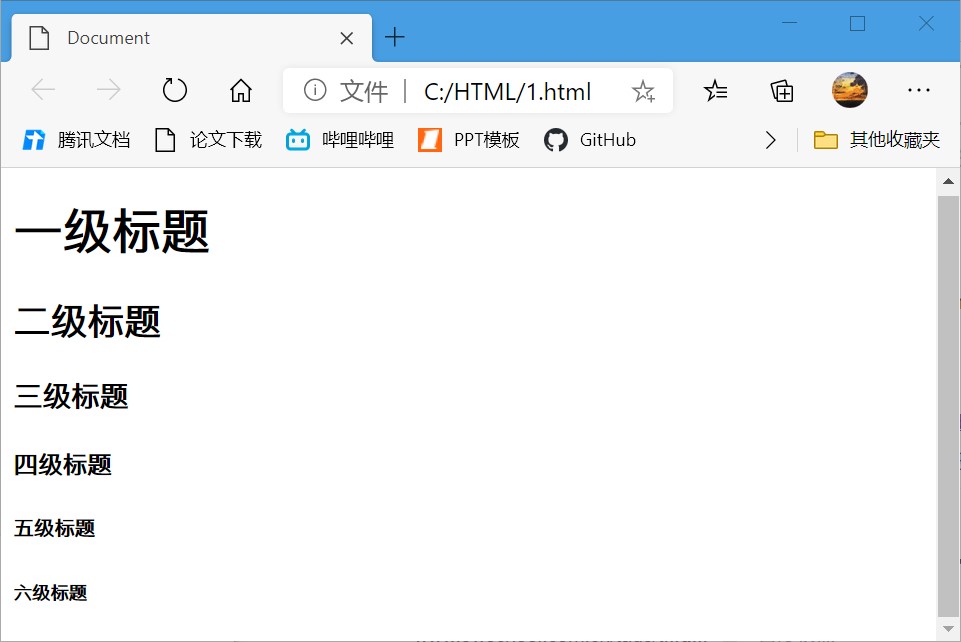 Document
文件 | C:/HTML/1.html
腾讯文档 论文下载 哔哩哔哩 PPT模板 GitHub 其他收藏夹
一级标题
二级标题
三级标题
四级标题
五级标题
六级标题